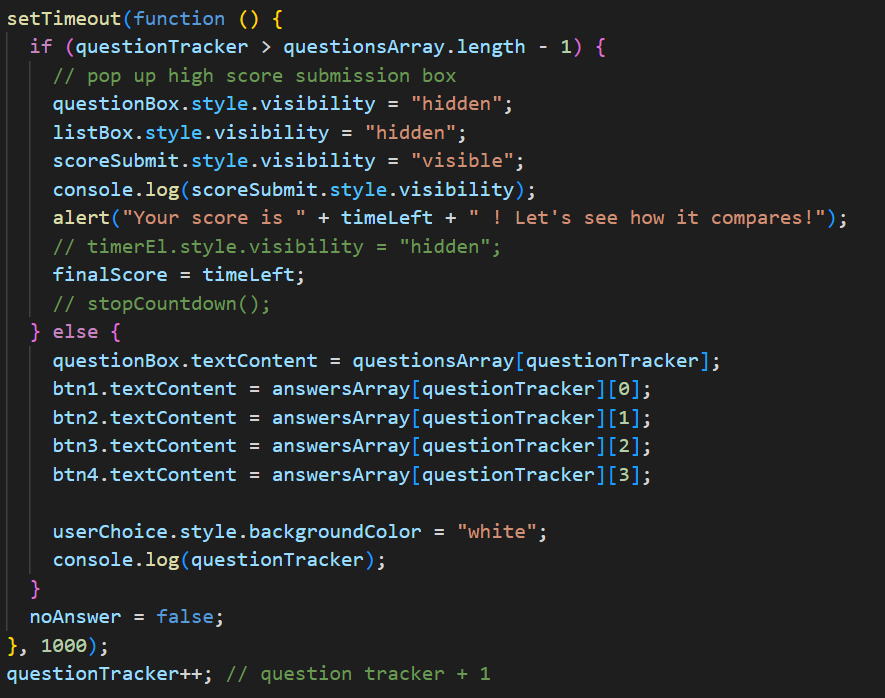 setTimeout(function () {
  if (questionTracker > questionsArray.length - 1) {
    // pop up high score submission box
    questionBox.style.visibility = "hidden";
    listBox.style.visibility = "hidden";
    scoreSubmit.style.visibility = "visible";
    console.log(scoreSubmit.style.visibility);
    alert("Your score is " + timeLeft + " ! Let's see how it compares!");
    // timerEl.style.visibility = "hidden";
    finalScore = timeLeft;
    // stopCountdown();
  } else {
    questionBox.textContent = questionsArray[questionTracker];
    btn1.textContent = answersArray[questionTracker][0];
    btn2.textContent = answersArray[questionTracker][1];
    btn3.textContent = answersArray[questionTracker][2];
    btn4.textContent = answersArray[questionTracker][3];

    userChoice.style.backgroundColor = "white";
    console.log(questionTracker);
  }
  noAnswer = false;
}, 1000);
questionTracker++; // question tracker + 1